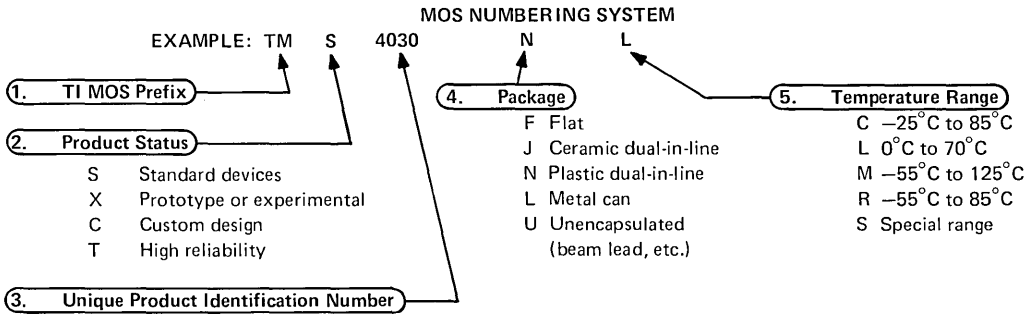 MOS NUMBERING SYSTEM
EXAMPLE: TM S 4030 N L
1. TI MOS Prefix
2. Product Status
S Standard devices
X Prototype or experimental
C Custom design
T High reliability
3. Unique Product Identification Number
4. Package
F Flat
J Ceramic dual-in-line
N Plastic dual-in-line
L Metal can
U Unencapsulated
(beam lead, etc.)
5. Temperature Range
C −25°C to 85°C
L 0°C to 70°C
M −55°C to 125°C
R −55°C to 85°C
S Special range